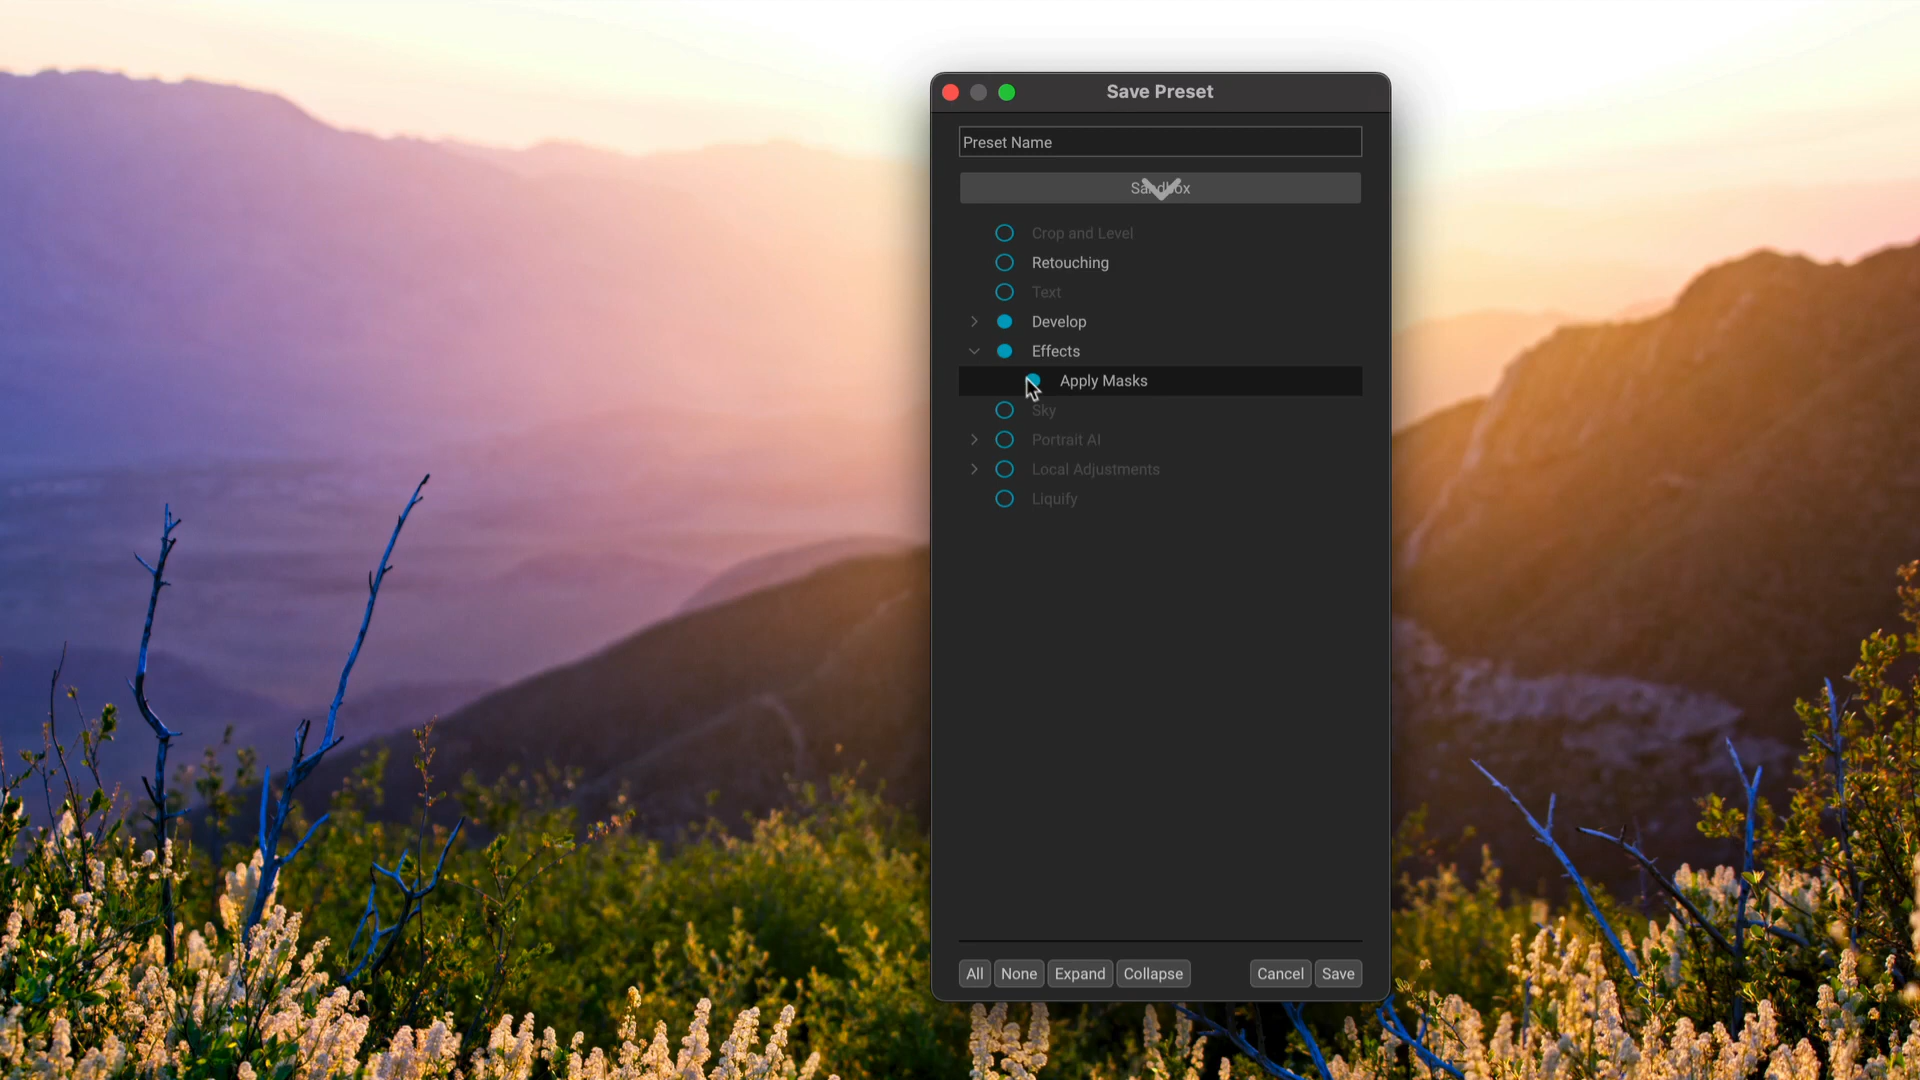 Save Preset
Preset Name
Sandbox
Crop and Level
Retouching
Text
Develop
Effects
Apply Masks
Sky
Portrait AI
Local Adjustments
Liquify
All None Expand Collapse Cancel Save